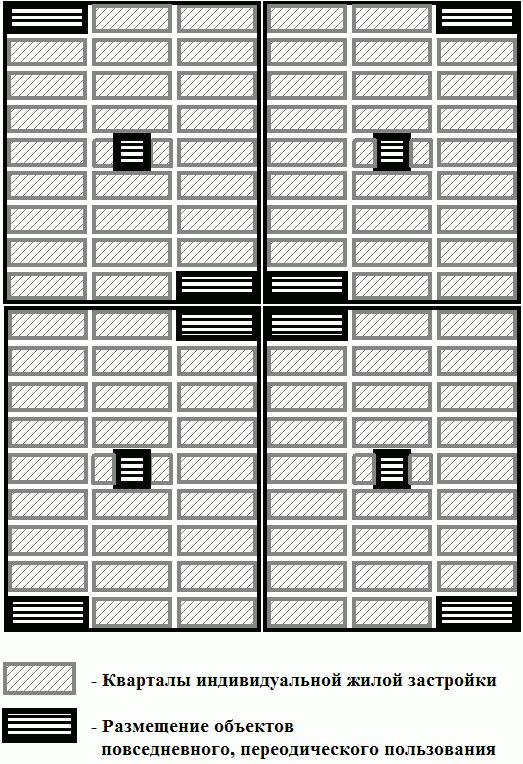 - Кварталы индивидуальной жилой застройки
- Размещение объектов
повседневного, переодического пользования